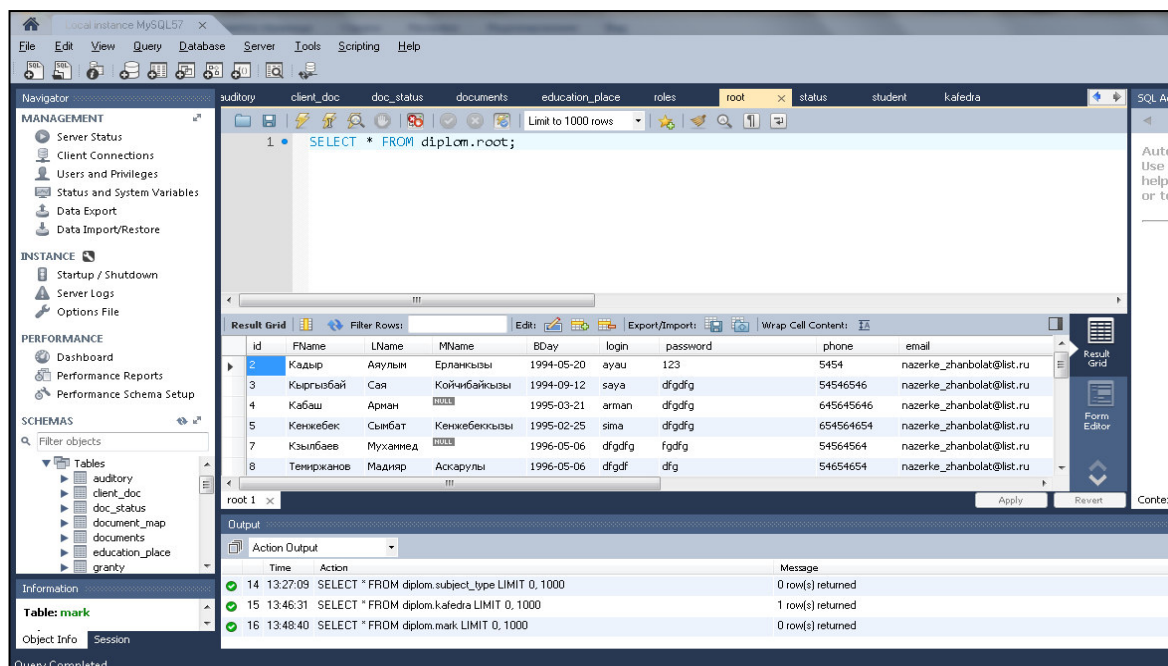 Local instance MySQL57 ×
File Edit View Query Database Server Tools Scripting Help
Navigator
MANAGEMENT
Server Status
Client Connections
Users and Privileges
Status and System Variables
Data Export
Data Import/Restore
INSTANCE
Startup / Shutdown
Server Logs
Options File
PERFORMANCE
Dashboard
Performance Reports
Performance Schema Setup
SCHEMAS
Filter objects
Tables
auditory
client_doc
doc_status
document_map
documents
education_place
granty
Information
Table: mark
Object Info Session
Query Completed
auditory client_doc doc_status documents education_place roles root × status student kafedra
Limit to 1000 rows
1 SELECT * FROM diplom.root;
Result Grid Filter Rows: Edit: Export/Import: Wrap Cell Content:
id FName LName MName BDay login password phone email
2 Кадыр Аяулым Ерланкызы 1994-05-20 ayau 123 5454 nazerke_zhanbolat@list.ru
3 Кыргызбай Сая Койчибайкызы 1994-09-12 saya dfgdfg 54546546 nazerke_zhanbolat@list.ru
4 Кабаш Арман NULL 1995-03-21 arman dfgdfg 645645646 nazerke_zhanbolat@list.ru
5 Кенжебек Сымбат Кенжебеккызы 1995-02-25 sima dfgdfg 654564654 nazerke_zhanbolat@list.ru
7 Кзылбаев Мухаммед NULL 1996-05-06 dfgdfg fgdfg 54564564 nazerke_zhanbolat@list.ru
8 Темиржанов Мадияр Аскарулы 1996-05-06 dfgdf dfg 54654654 nazerke_zhanbolat@list.ru
Result Grid
Form Editor
root 1 × Apply Revert
Output
Action Output
Time Action Message
14 13:27:09 SELECT * FROM diplom.subject_type LIMIT 0, 1000 0 row(s) returned
15 13:46:31 SELECT * FROM diplom.kafedra LIMIT 0, 1000 1 row(s) returned
16 13:48:40 SELECT * FROM diplom.mark LIMIT 0, 1000 0 row(s) returned
SQL A
Auto
Use
help
or t
Conte